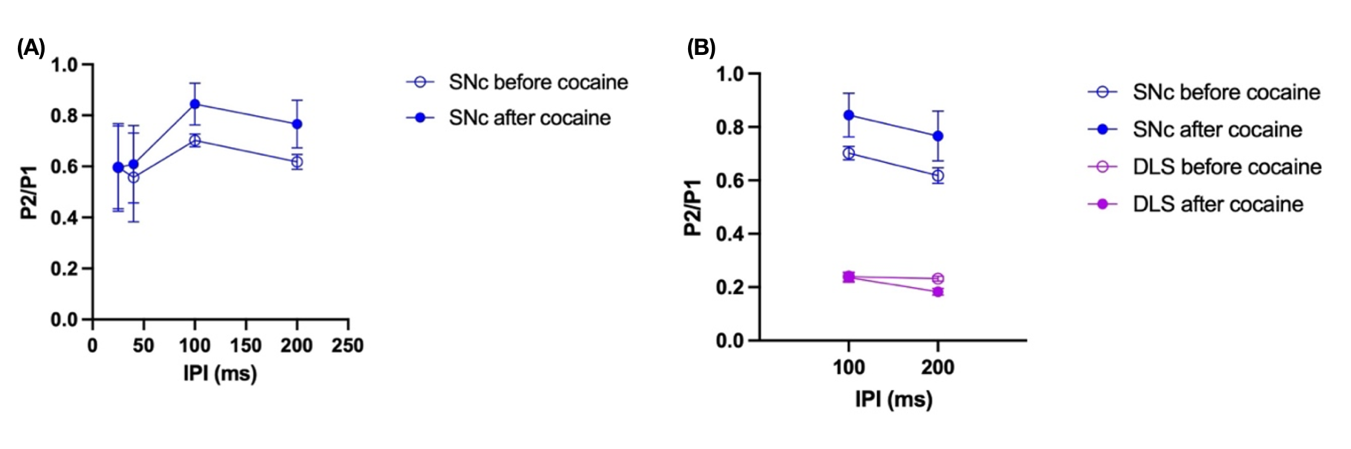 (A)
1.0
0.8
0.6
0.4
0.2
0.0
P2/P1
0 50 100 150 200 250
IPI (ms)
SNc before cocaine
SNc after cocaine
(B)
1.0
0.8
0.6
0.4
0.2
0.0
P2/P1
100 200
IPI (ms)
SNc before cocaine
SNc after cocaine
DLS before cocaine
DLS after cocaine